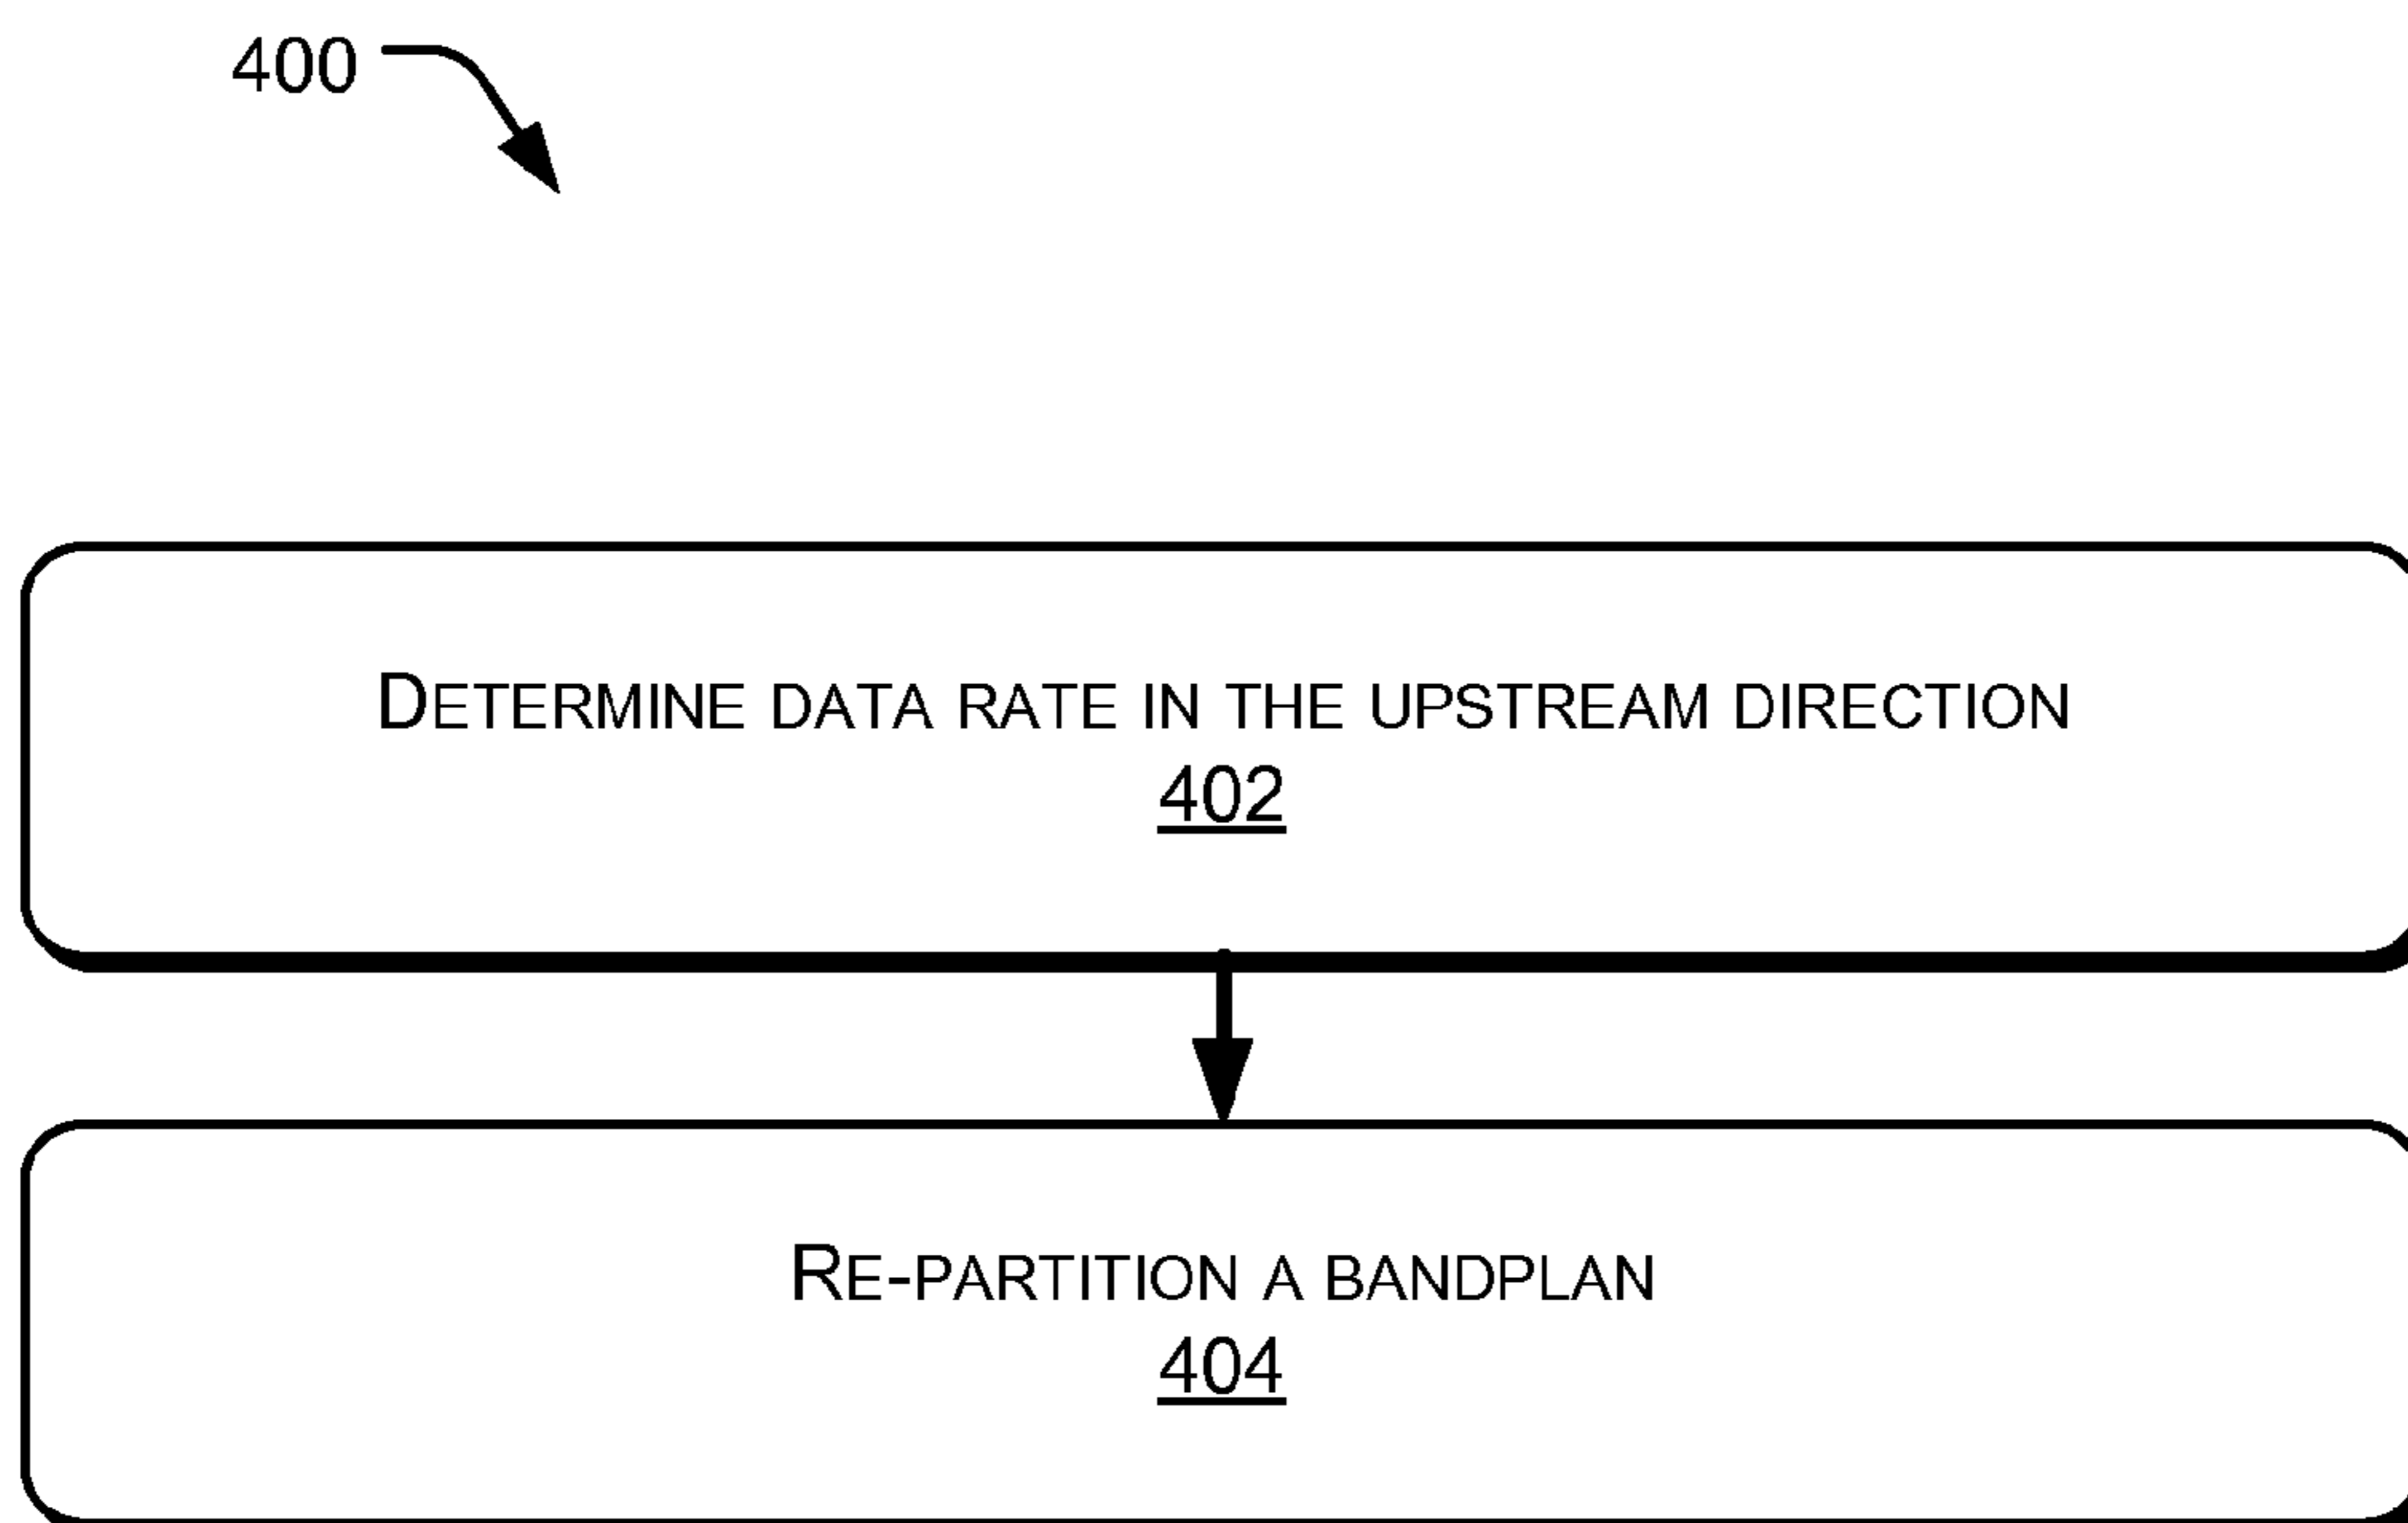 400
DETERMINE DATA RATE IN THE UPSTREAM DIRECTION
402
RE-PARTITION A BANDPLAN
404